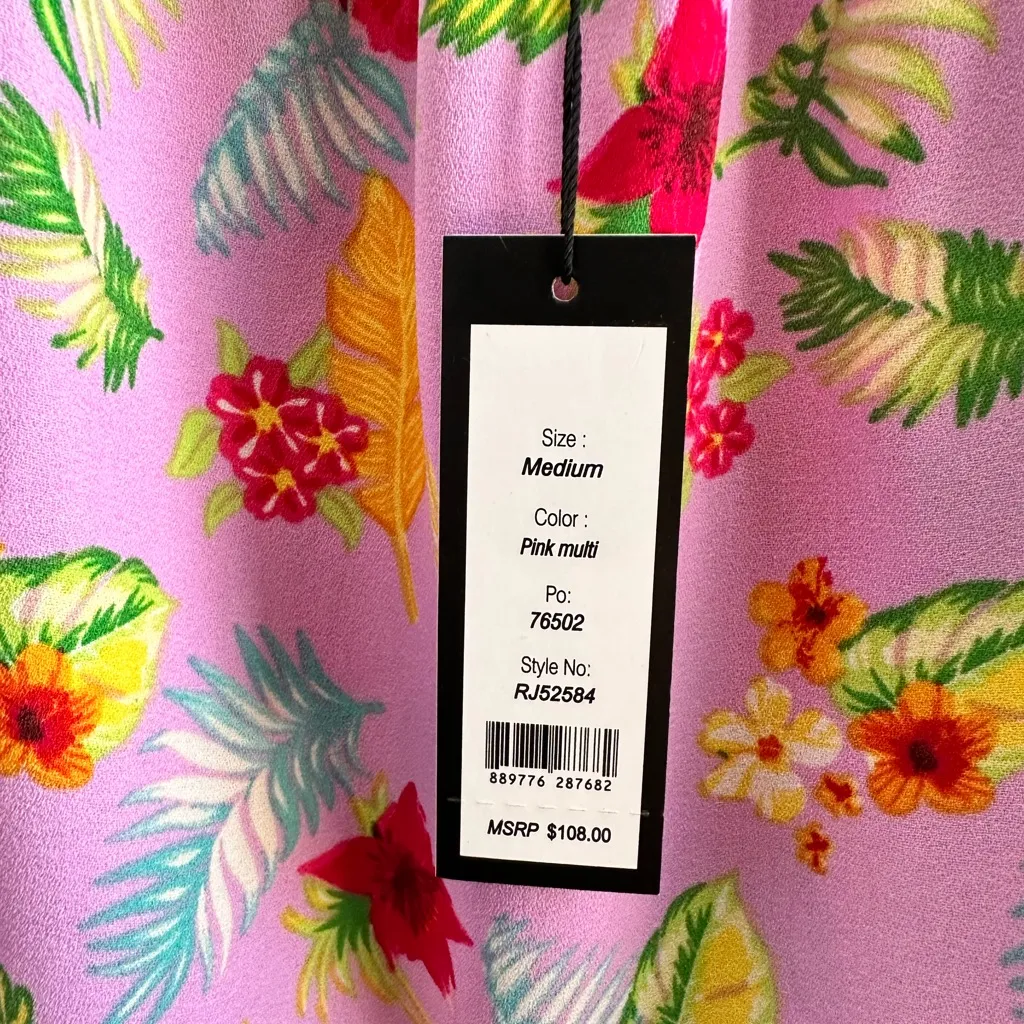 Size :
Medium
Color :
Pink multi
Po:
76502
Style No:
RJ52584
889776 287682
MSRP $108.00